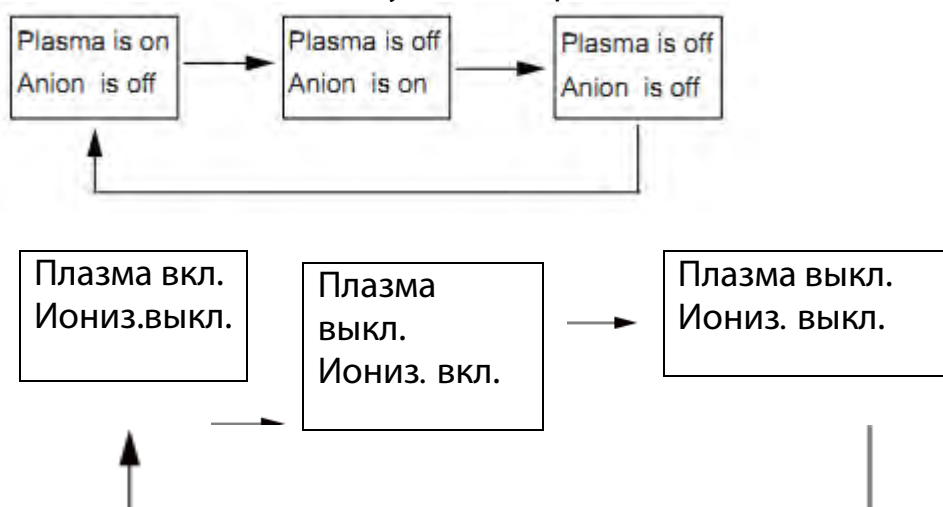 Plasma is on
Anion is off
Plasma is off
Anion is on
Plasma is off
Anion is off
Плазма вкл.
Иониз.выкл.
Плазма
выкл.
Иониз. вкл.
Плазма выкл.
Иониз. выкл.